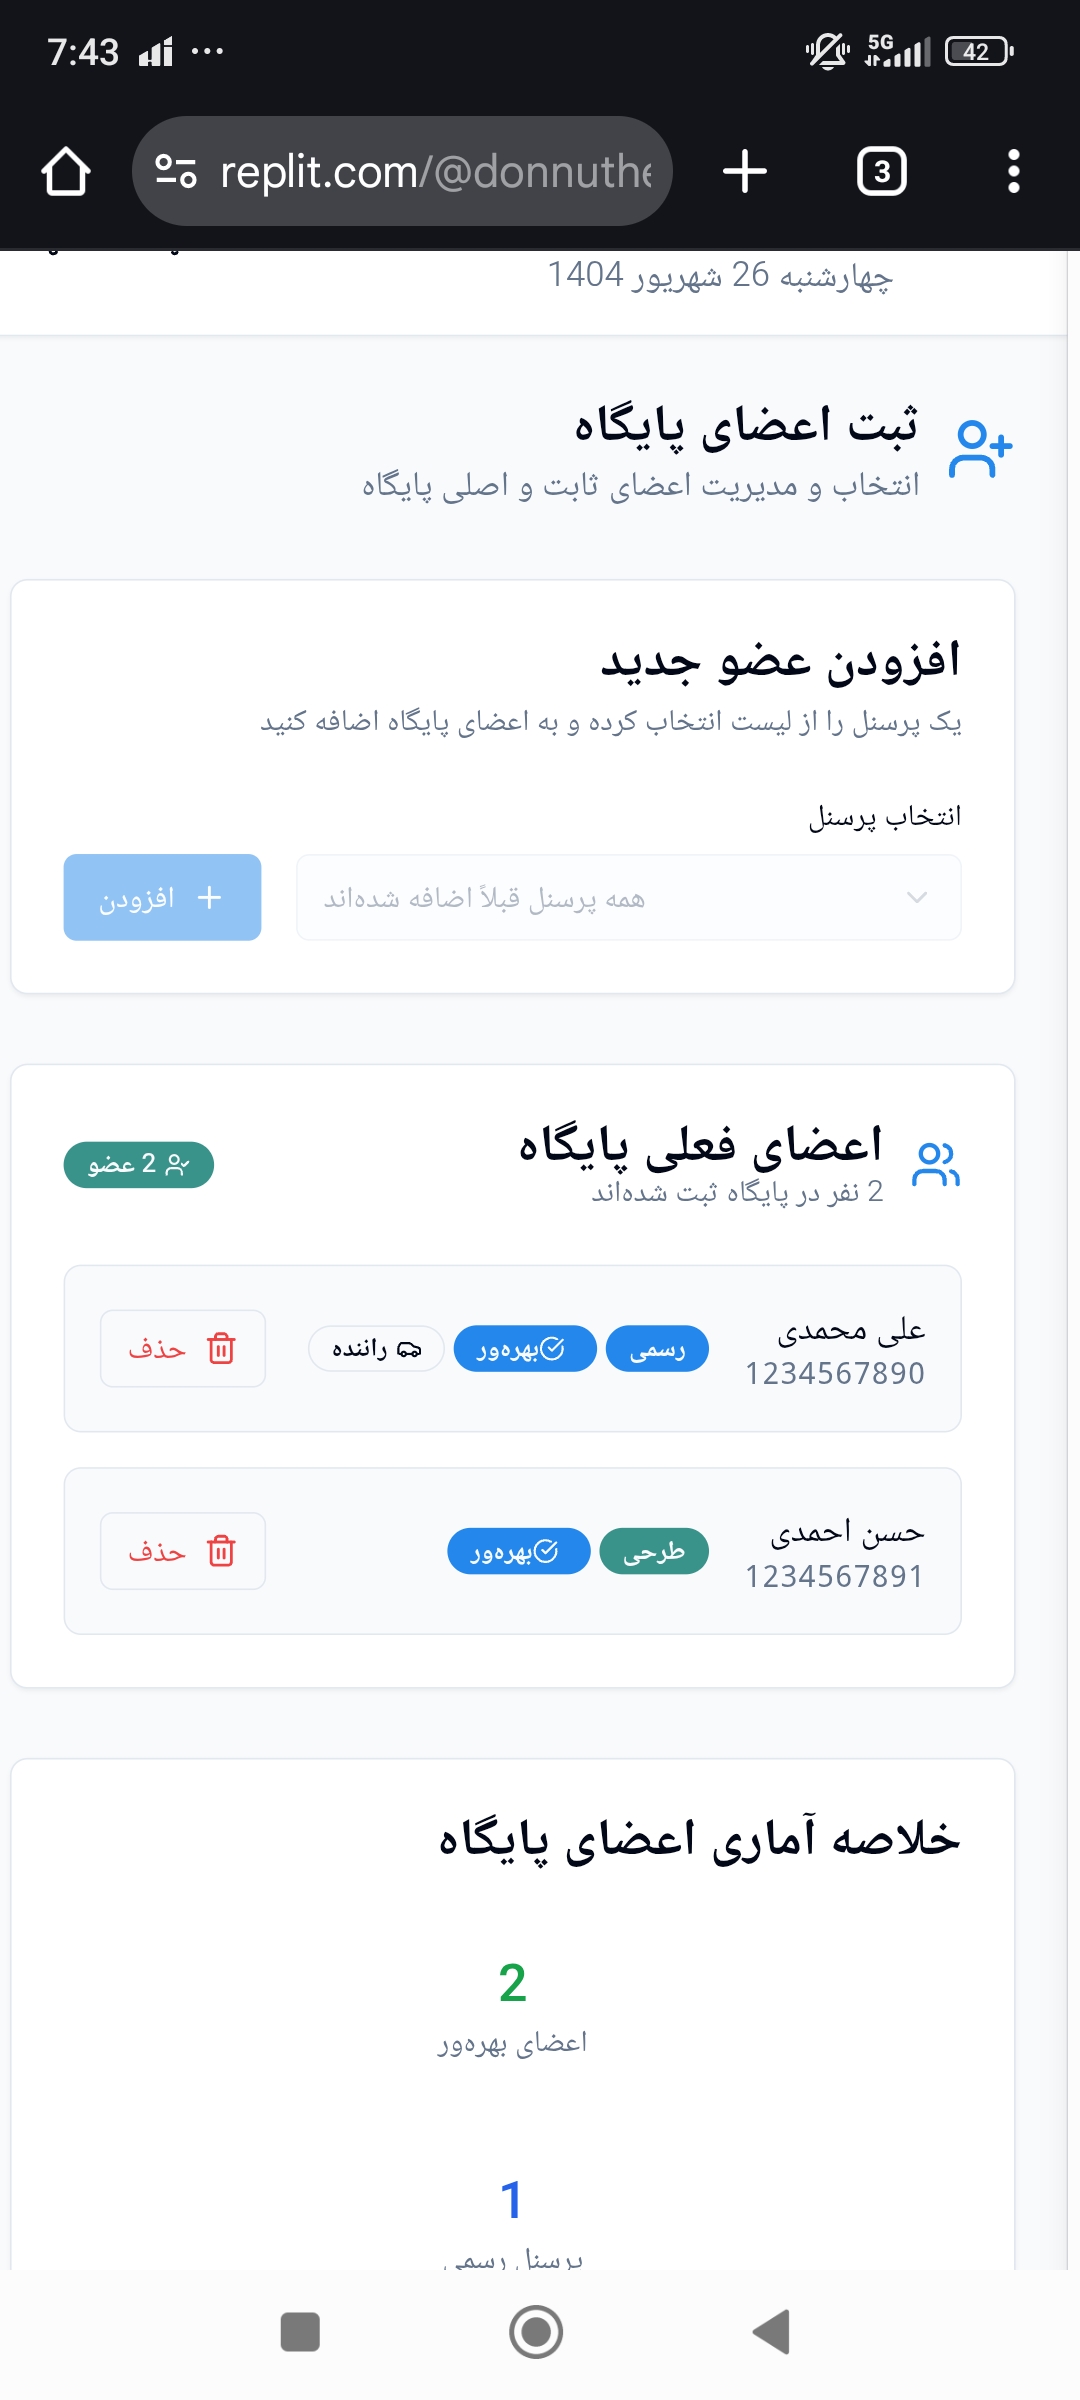 7:43
5G
42
replit.com/@donnuthe
3
چهارشنبه 26 شهریور 1404
ثبت اعضای پایگاه
انتخاب و مدیریت اعضای ثابت و اصلی پایگاه
افزودن عضو جدید
یک پرسنل را از لیست انتخاب کرده و به اعضای پایگاه اضافه کنید
انتخاب پرسنل
همه پرسنل قبلاً اضافه شده‌اند
افزودن
اعضای فعلی پایگاه
2 عضو
2 نفر در پایگاه ثبت شده‌اند
علی محمدی
1234567890
رسمی
بهره‌ور
راننده
حذف
حسن احمدی
1234567891
طرحی
بهره‌ور
حذف
خلاصه آماری اعضای پایگاه
2
اعضای بهره‌ور
1
پرسنل رسمی